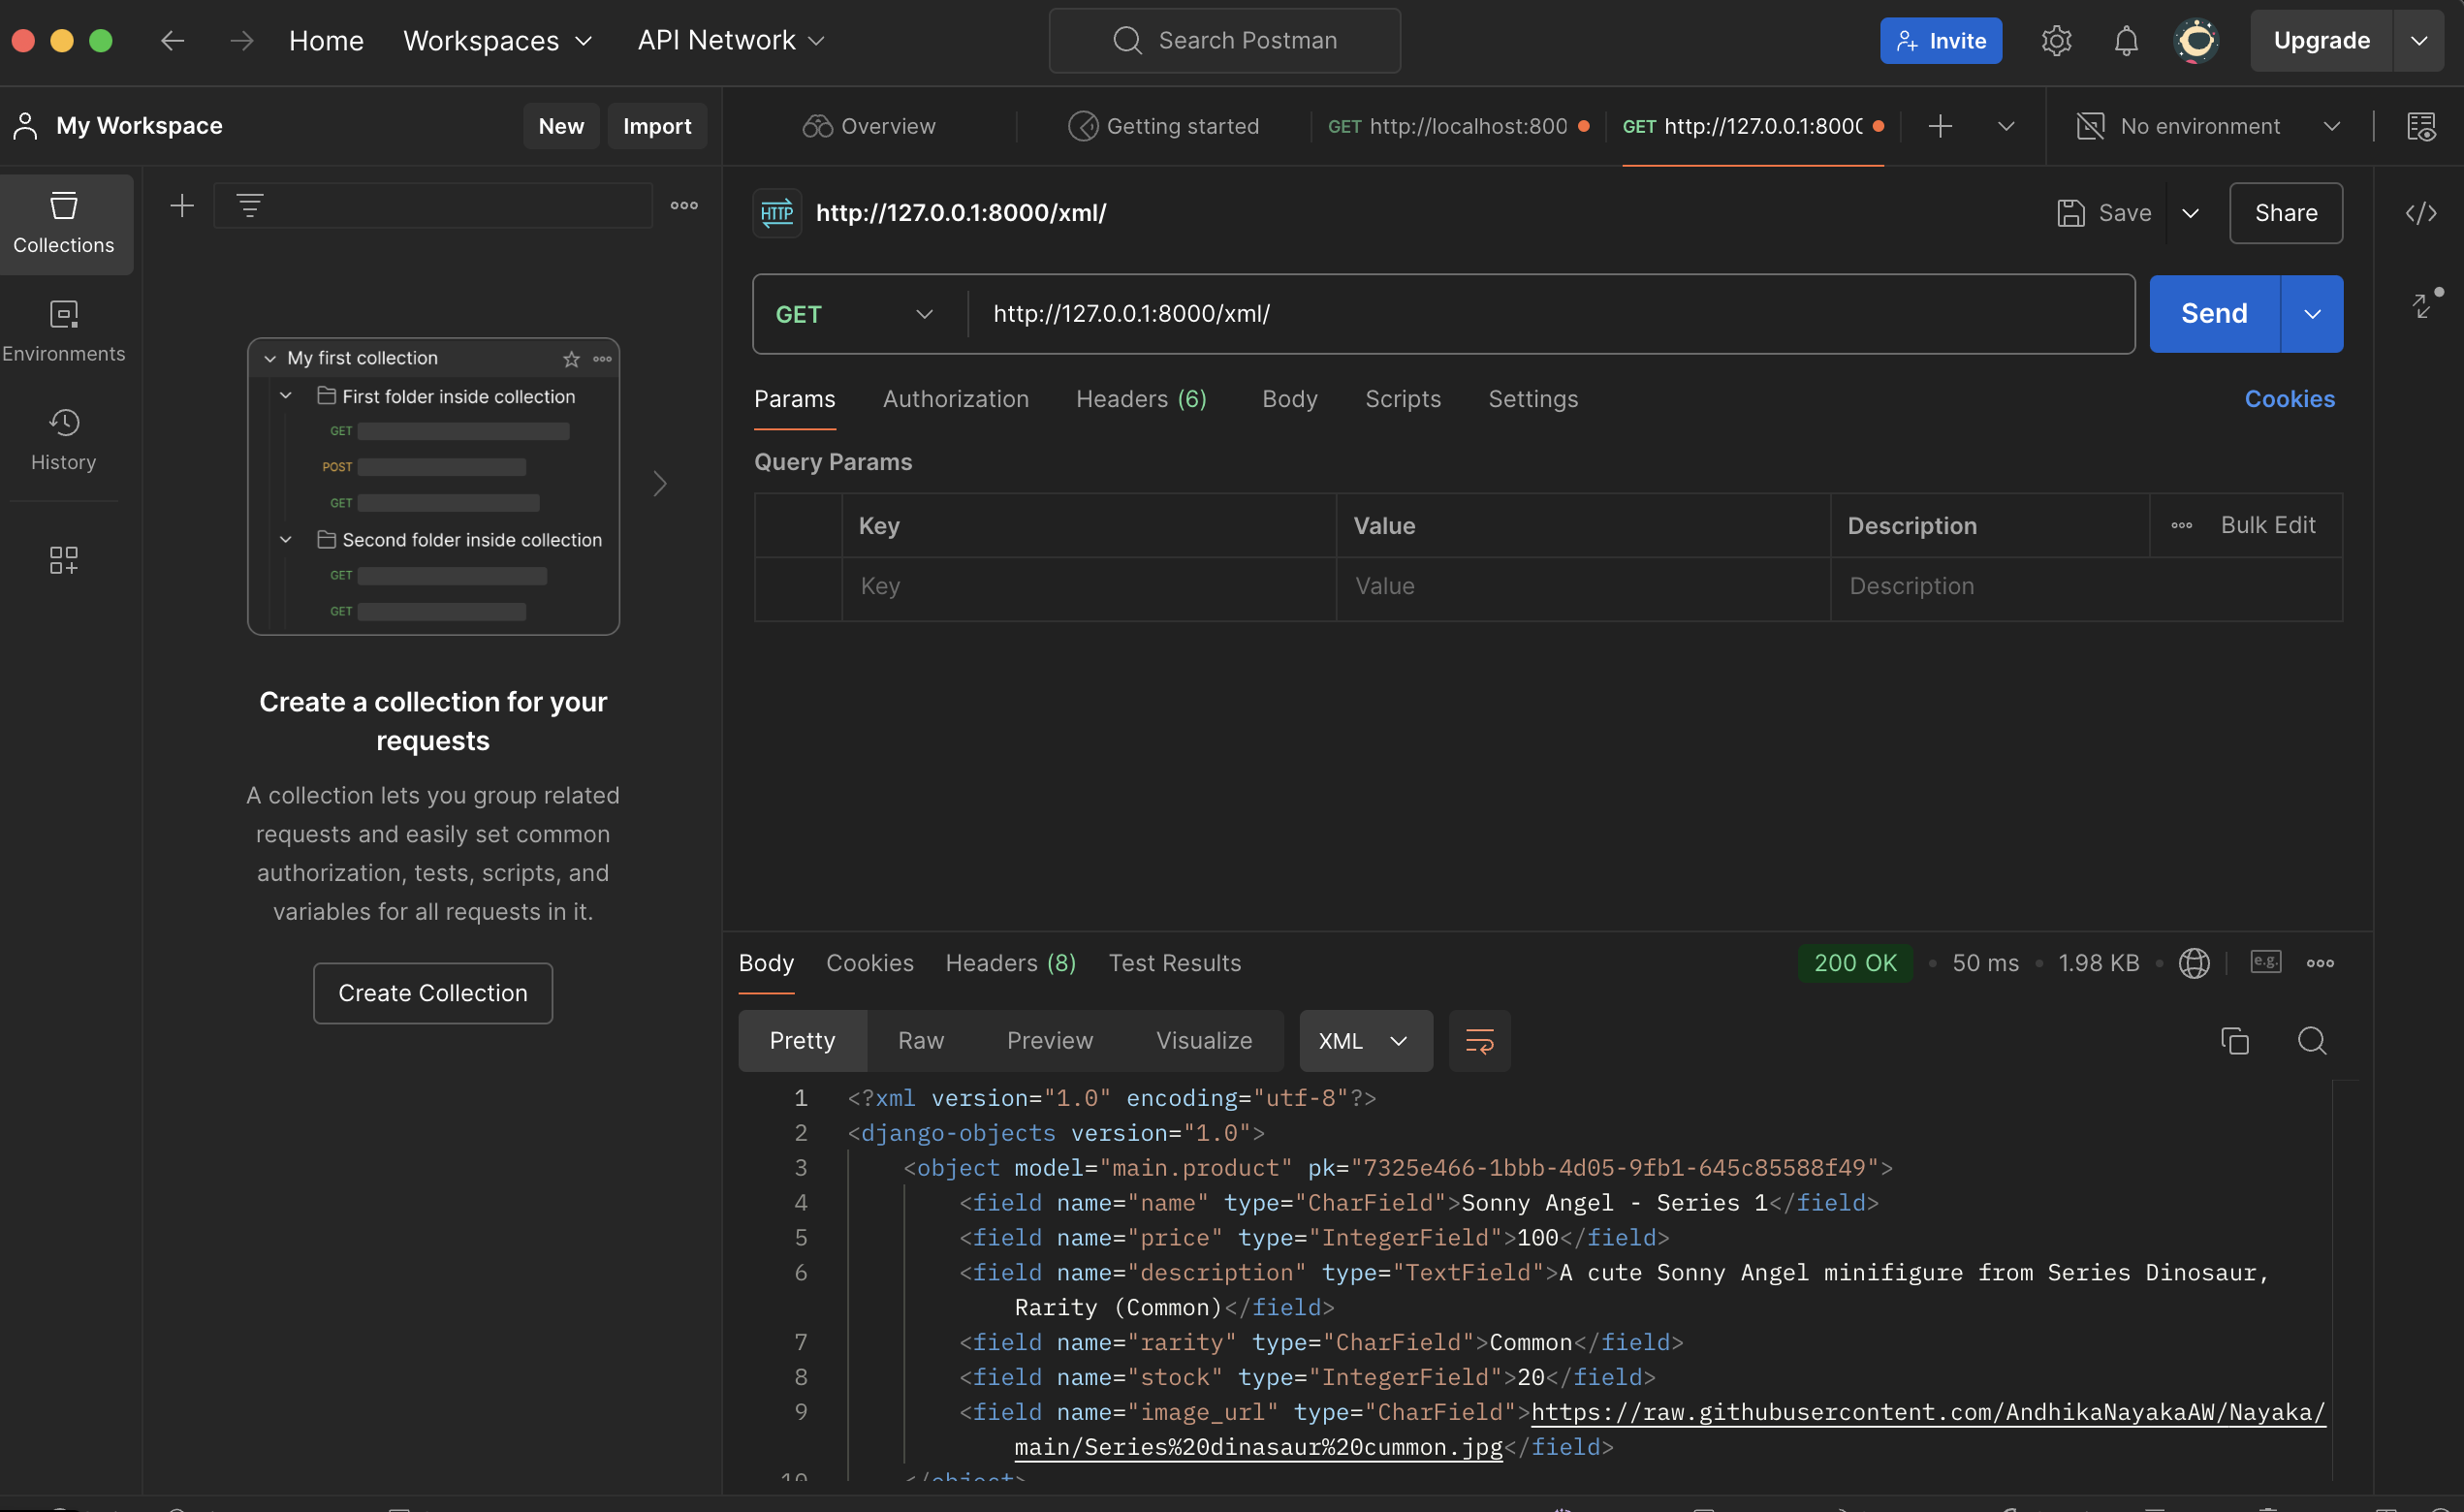 Home Workspaces API Network Search Postman Invite Upgrade
My Workspace New Import Overview Getting started GET http://localhost:800 GET http://127.0.0.1:8000 No environment
Collections
Environments
History
My first collection
First folder inside collection
GET
POST
GET
Second folder inside collection
GET
GET
Create a collection for your
requests
A collection lets you group related
requests and easily set common
authorization, tests, scripts, and
variables for all requests in it.
Create Collection
HTTP http://127.0.0.1:8000/xml/ Save Share
GET http://127.0.0.1:8000/xml/ Send
Params Authorization Headers (6) Body Scripts Settings Cookies
Query Params
Key Value Description Bulk Edit
Key Value Description
Body Cookies Headers (8) Test Results 200 OK 50 ms 1.98 KB e.g.
Pretty Raw Preview Visualize XML
1 <?xml version="1.0" encoding="utf-8"?>
2 <django-objects version="1.0">
3 <object model="main.product" pk="7325e466-1bbb-4d05-9fb1-645c85588f49">
4 <field name="name" type="CharField">Sonny Angel - Series 1</field>
5 <field name="price" type="IntegerField">100</field>
6 <field name="description" type="TextField">A cute Sonny Angel minifigure from Series Dinosaur,
Rarity (Common)</field>
7 <field name="rarity" type="CharField">Common</field>
8 <field name="stock" type="IntegerField">20</field>
9 <field name="image_url" type="CharField">https://raw.githubusercontent.com/AndhikaNayakaAW/Nayaka/
main/Series%20dinasaur%20cummon.jpg</field>
10 </object>